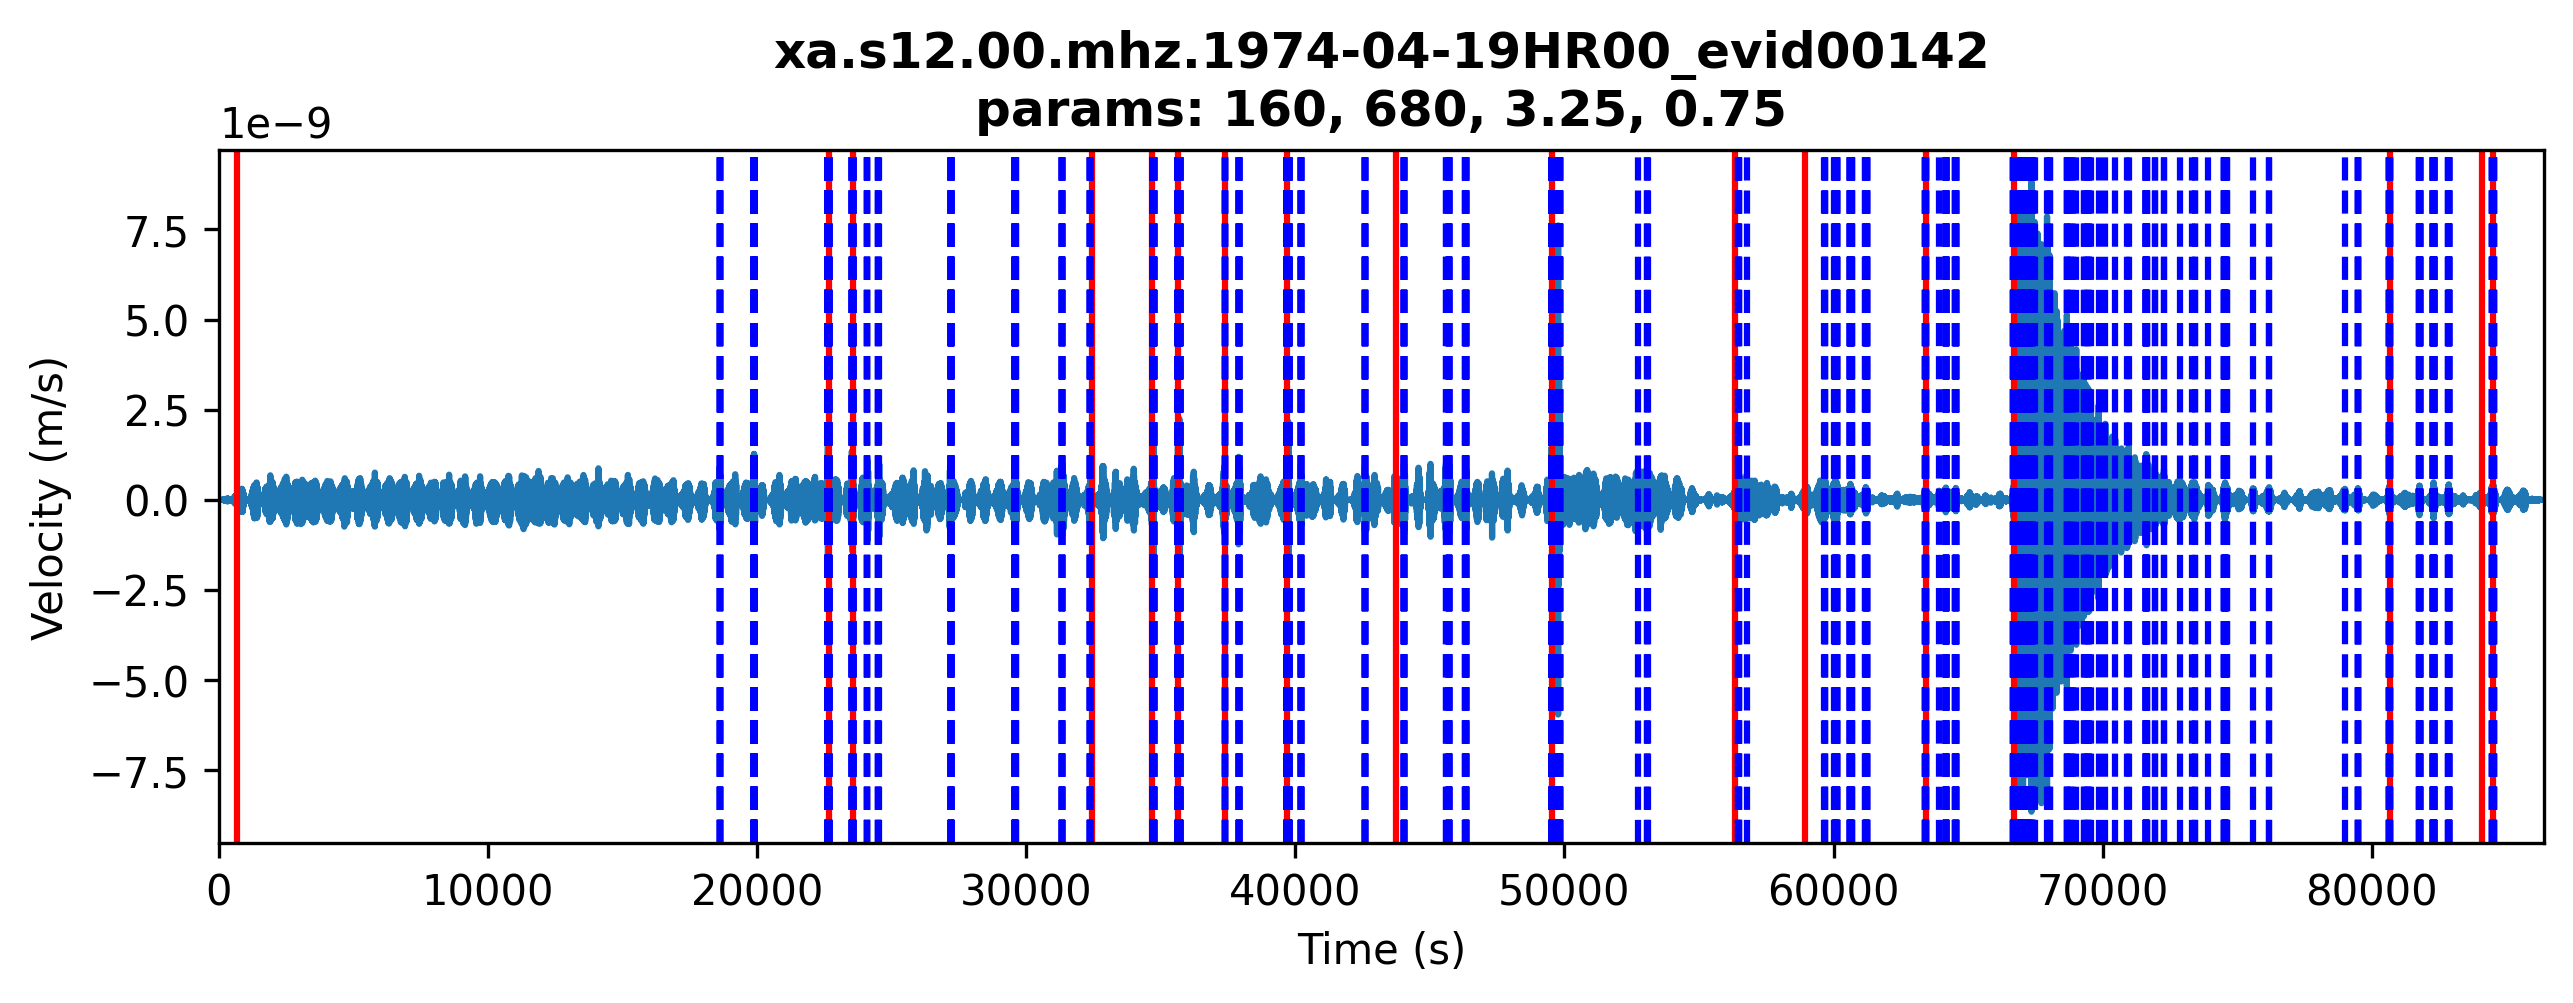 xa.s12.00.mhz.1974-04-19HR00_evid00142
params: 160, 680, 3.25, 0.75
1e−9
7.5
5.0
2.5
0.0
−2.5
−5.0
−7.5
Velocity (m/s)
0 10000 20000 30000 40000 50000 60000 70000 80000
Time (s)